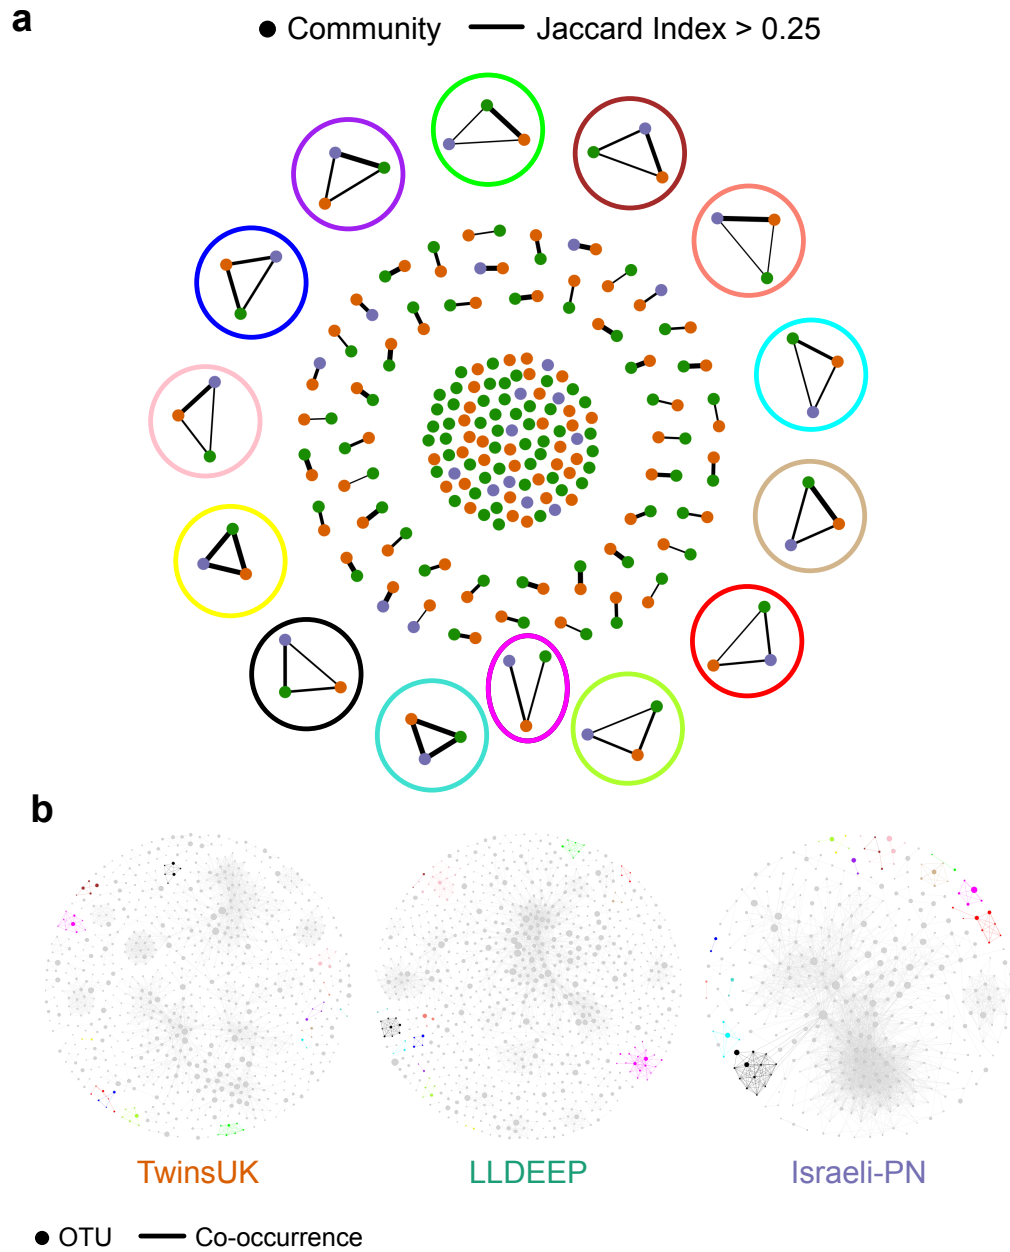 a
Community Jaccard Index > 0.25
b
TwinsUK LLDEEP Israeli-PN
OTU Co-occurrence